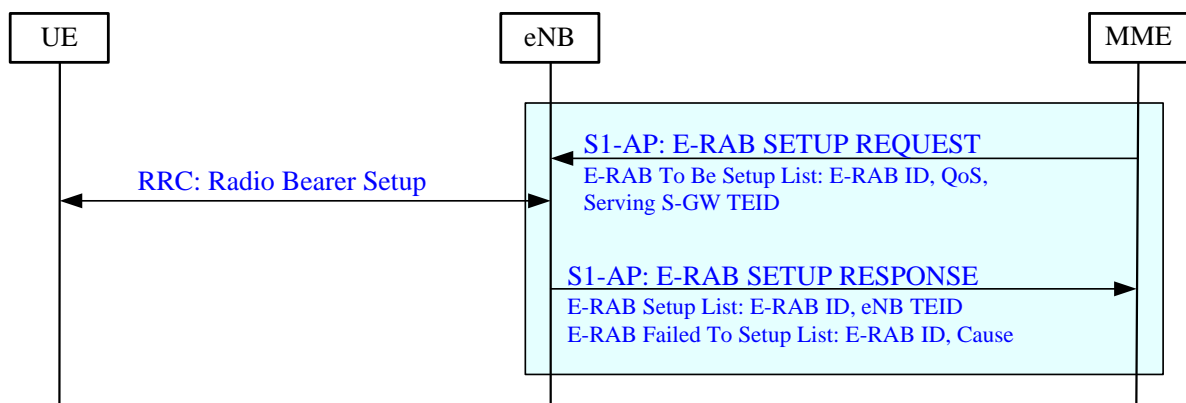 UE
eNB
MME
S1-AP: E-RAB SETUP REQUEST
E-RAB To Be Setup List: E-RAB ID, QoS,
Serving S-GW TEID
RRC: Radio Bearer Setup
S1-AP: E-RAB SETUP RESPONSE
E-RAB Setup List: E-RAB ID, eNB TEID
E-RAB Failed To Setup List: E-RAB ID, Cause